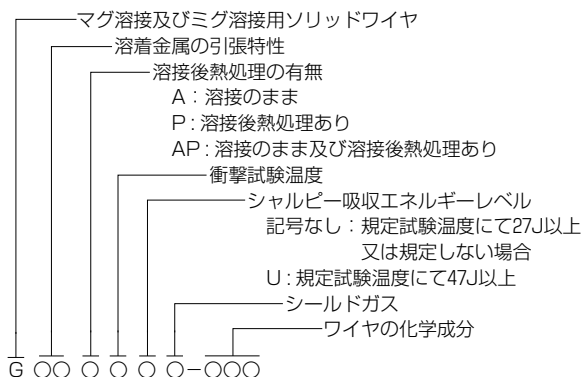 マグ溶接及びミグ溶接用ソリッドワイヤ
溶着金属の引張特性
溶接後熱処理の有無
A：溶接のまま
P：溶接後熱処理あり
AP：溶接のまま及び溶接後熱処理あり
衝撃試験温度
シャルピー吸収エネルギーレベル
記号なし：規定試験温度にて27J以上
又は規定しない場合
U：規定試験温度にて47J以上
シールドガス
ワイヤの化学成分
G ○○ ○ ○ ○ ○−○○○